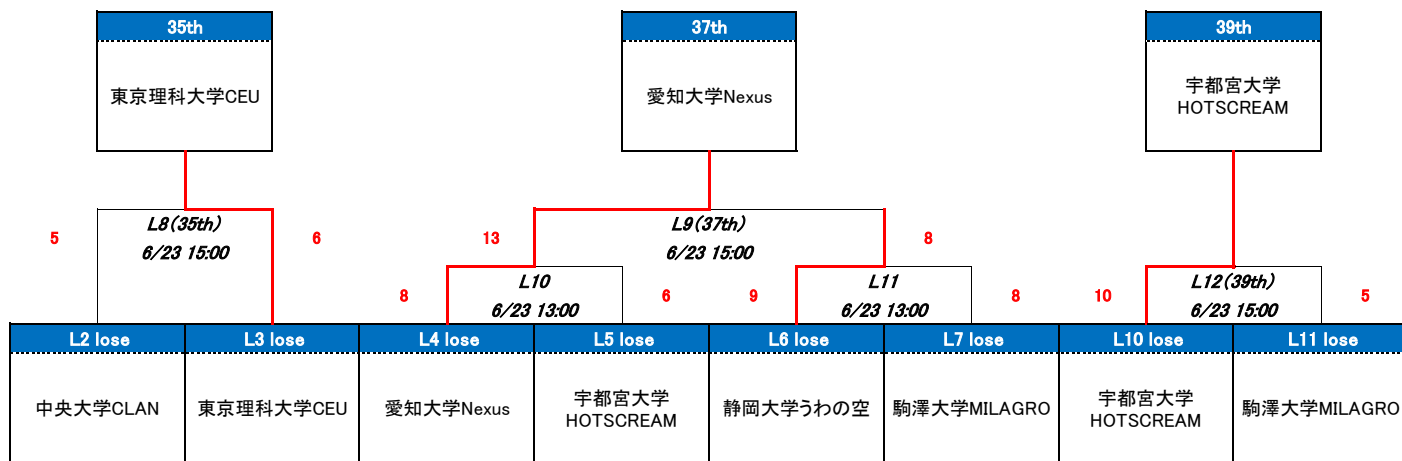 35th
37th
39th
東京理科大学CEU
愛知大学Nexus
宇都宮大学
HOTSCREAM
5
L8(35th)
6/23 15:00
6
13
L9(37th)
6/23 15:00
8
8
L10
6/23 13:00
6
9
L11
6/23 13:00
8
10
L12(39th)
6/23 15:00
5
L2 lose
L3 lose
L4 lose
L5 lose
L6 lose
L7 lose
L10 lose
L11 lose
中央大学CLAN
東京理科大学CEU
愛知大学Nexus
宇都宮大学
HOTSCREAM
静岡大学うわの空
駒澤大学MILAGRO
宇都宮大学
HOTSCREAM
駒澤大学MILAGRO